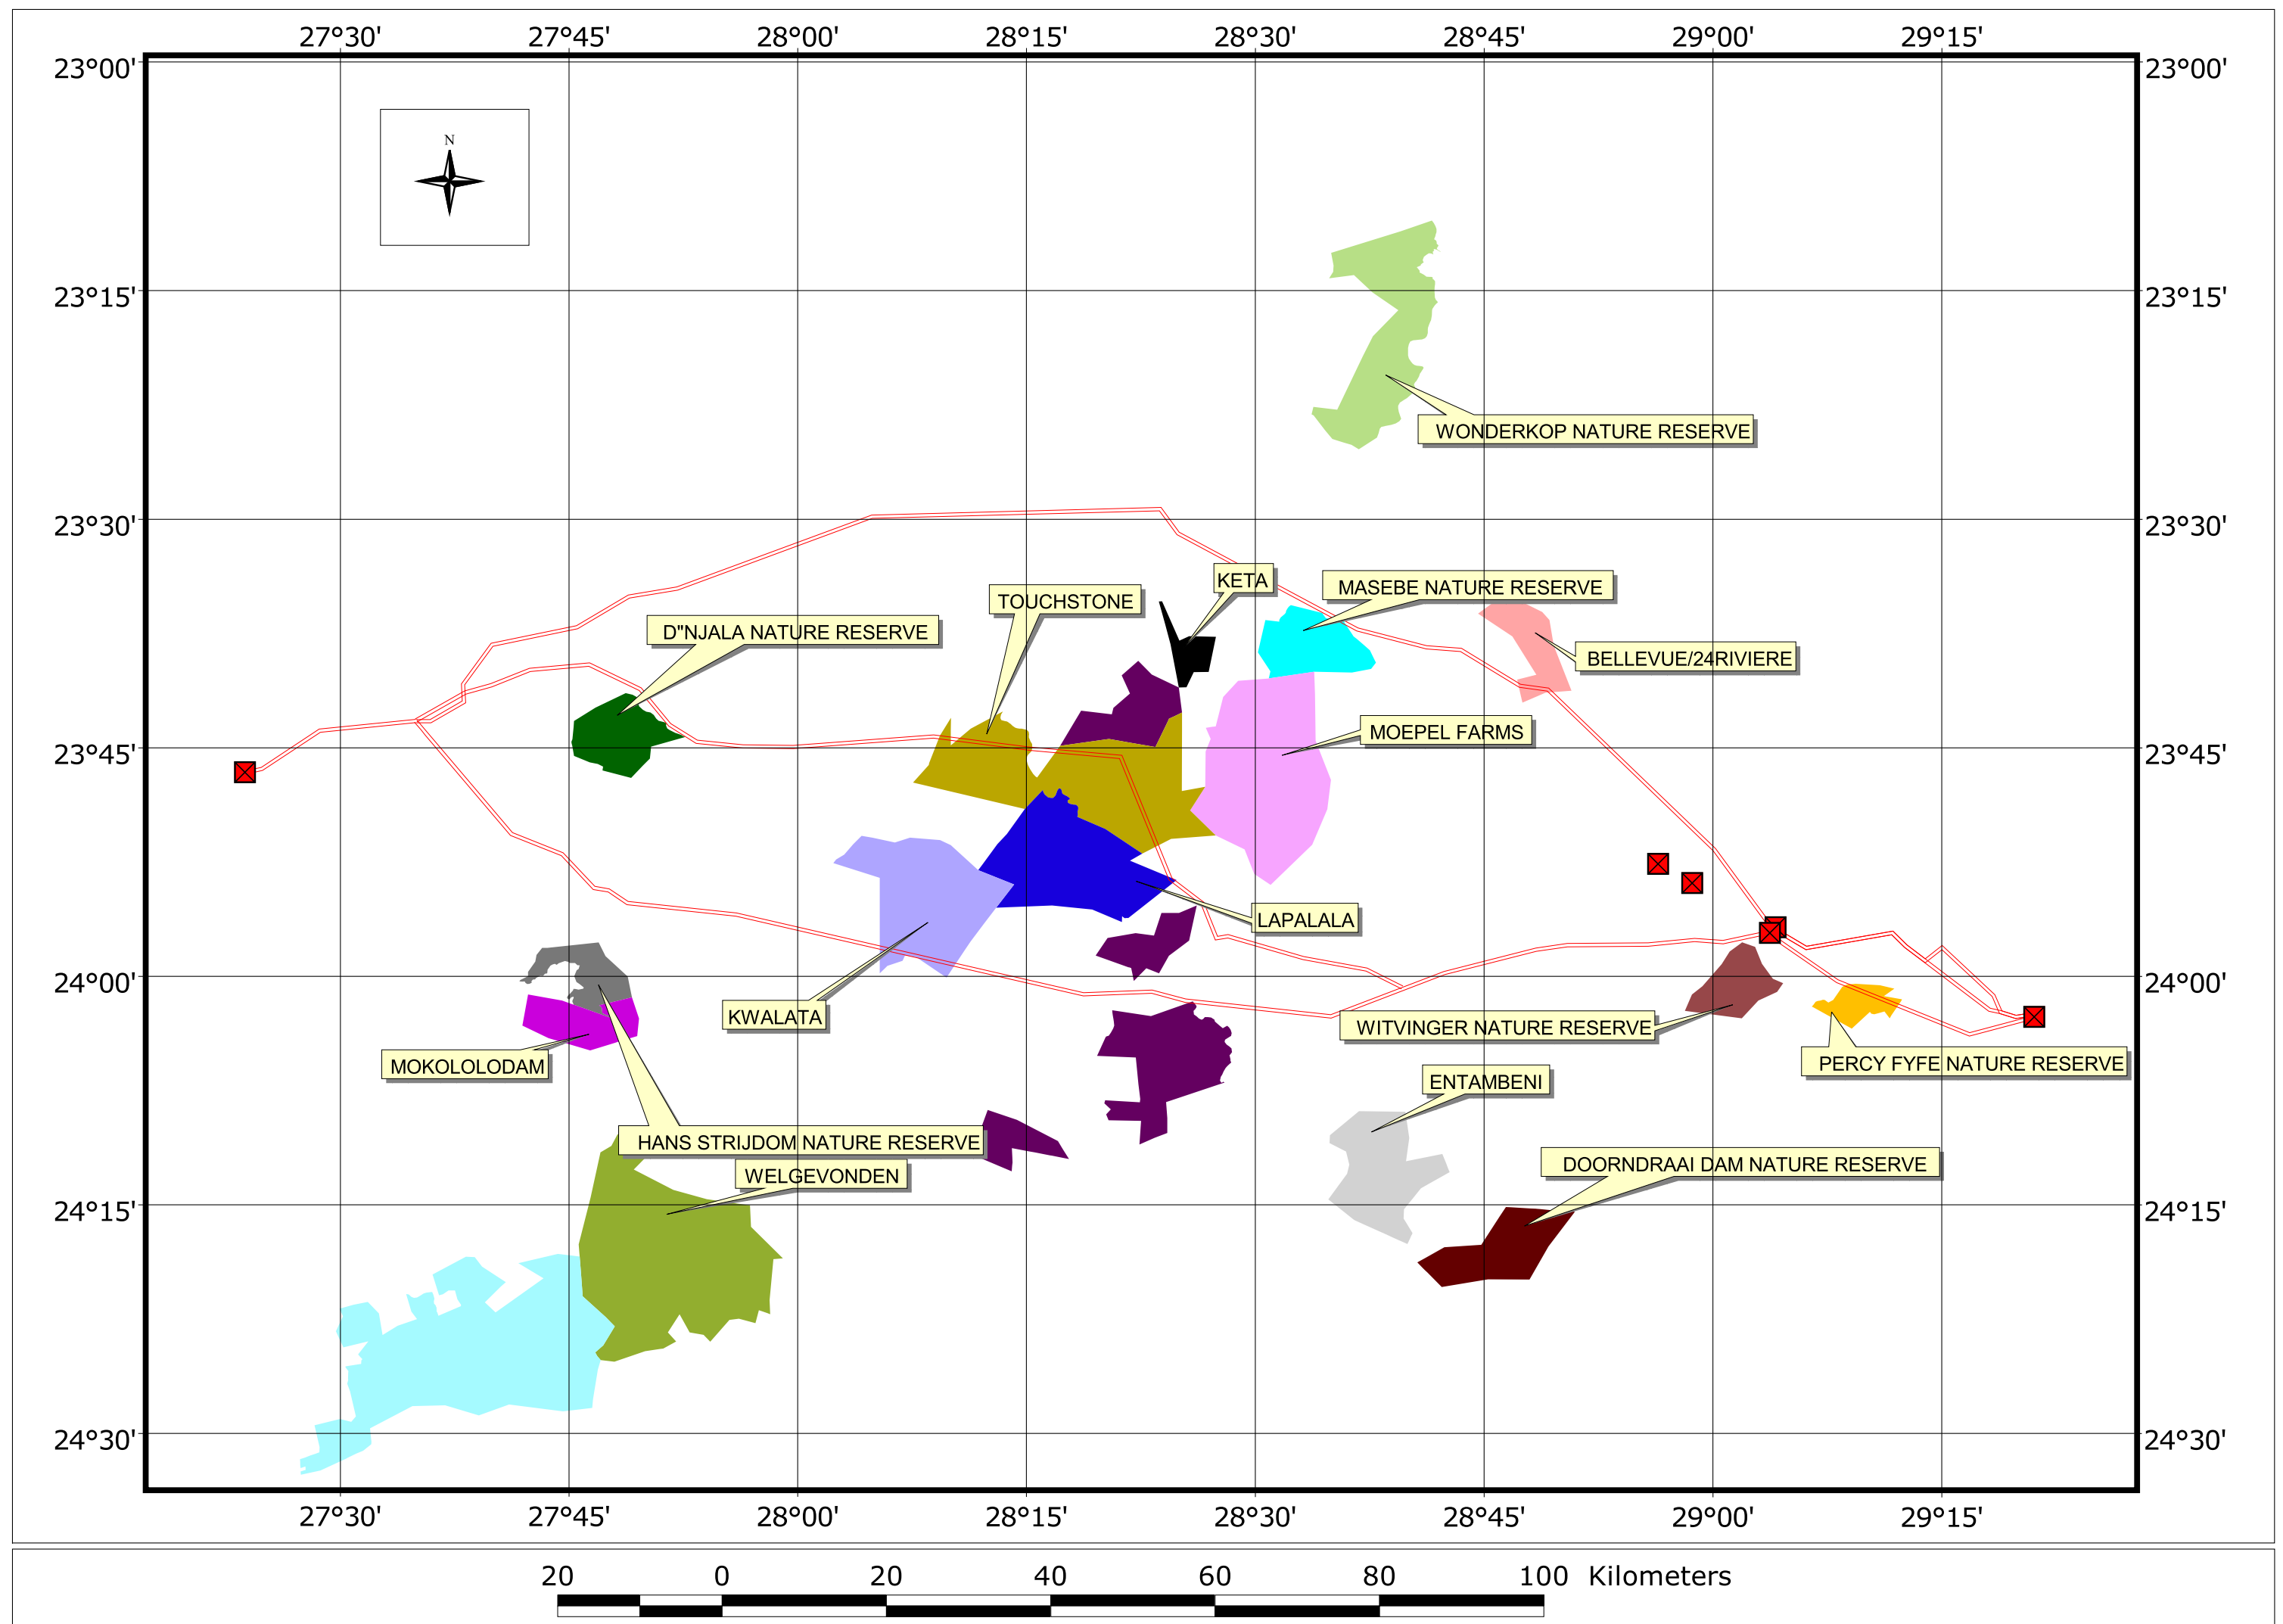 27°30' 27°45' 28°00' 28°15' 28°30' 28°45' 29°00' 29°15'
23°00' 23°00'
N
23°15' 23°15'
WONDERKOP NATURE RESERVE
23°30' 23°30'
KETA
MASEBE NATURE RESERVE
TOUCHSTONE
D"NJALA NATURE RESERVE
BELLEVUE/24RIVIERE
MOEPEL FARMS
23°45' 23°45'
LAPALALA
24°00' 24°00'
KWALATA
WITVINGER NATURE RESERVE
MOKOLOLODAM
PERCY FYFE NATURE RESERVE
ENTAMBENI
HANS STRIJDOM NATURE RESERVE
DOORNDRAAI DAM NATURE RESERVE
WELGEVONDEN
24°15' 24°15'
24°30' 24°30'
27°30' 27°45' 28°00' 28°15' 28°30' 28°45' 29°00' 29°15'
20 0 20 40 60 80 100 Kilometers